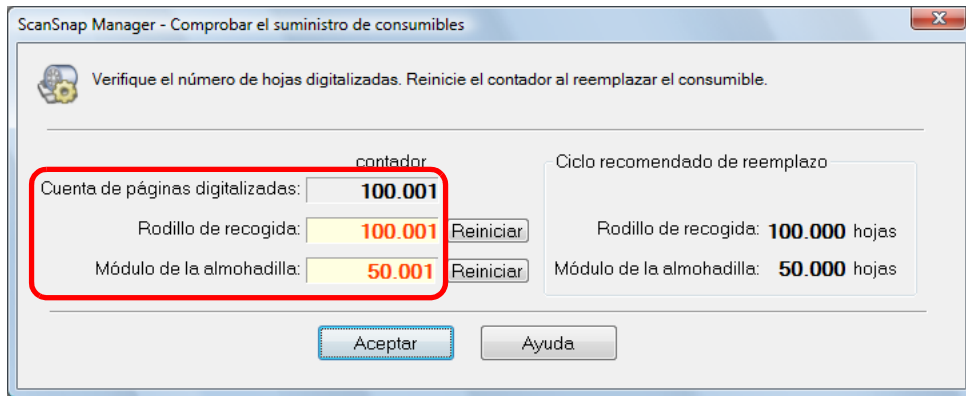 ScanSnap Manager - Comprobar el suministro de consumibles
Verifique el número de hojas digitalizadas. Reinicie el contador al reemplazar el consumible.
contador
Cuenta de páginas digitalizadas: 100.001
Rodillo de recogida: 100.001 Reiniciar
Módulo de la almohadilla: 50.001 Reiniciar
Ciclo recomendado de reemplazo
Rodillo de recogida: 100.000 hojas
Módulo de la almohadilla: 50.000 hojas
Aceptar Ayuda